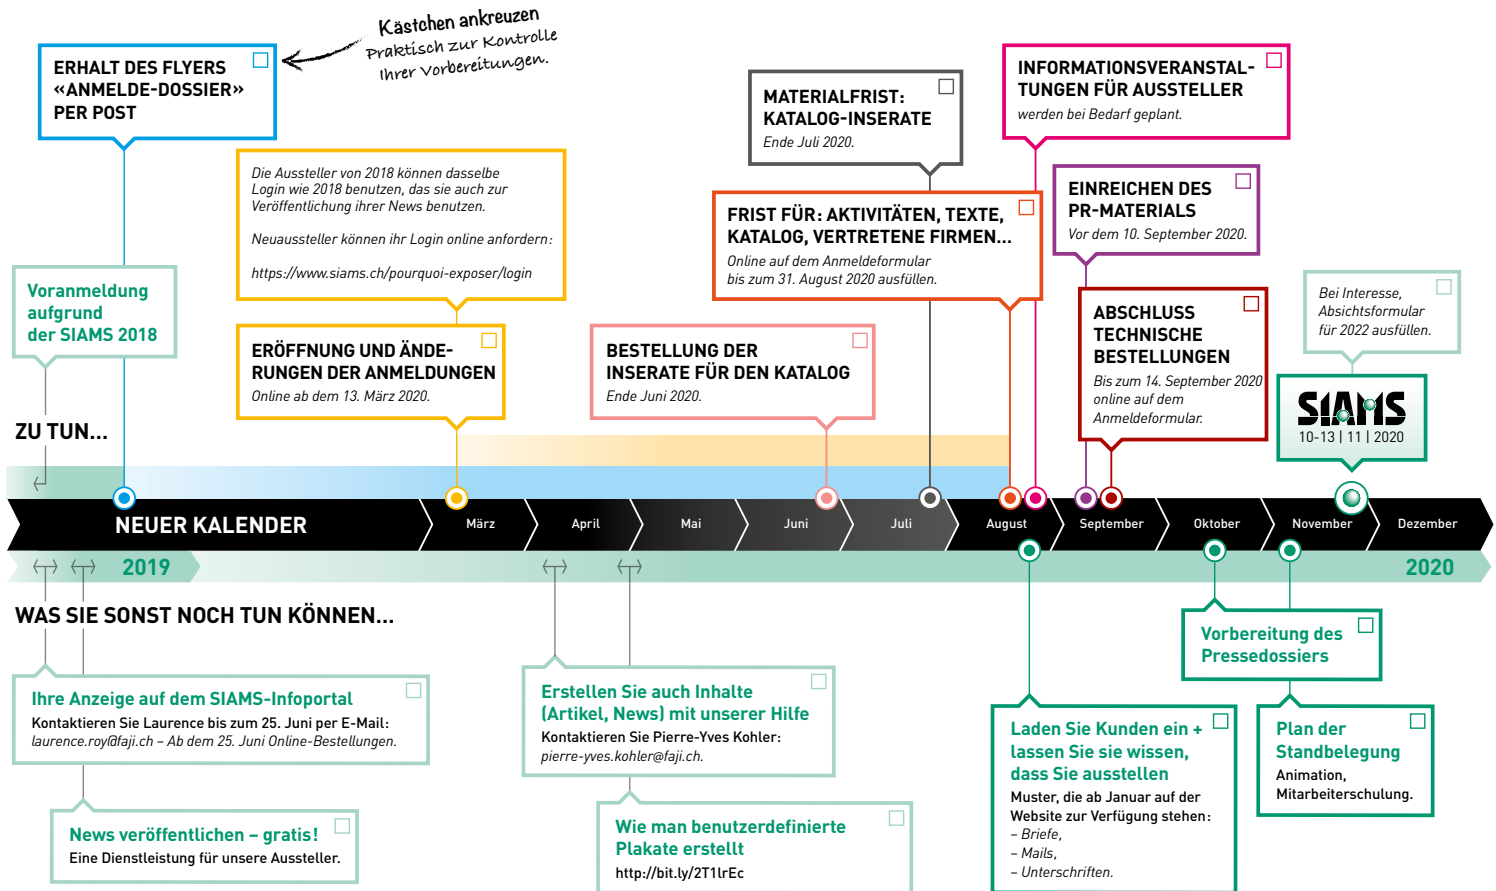 Kästchen ankreuzen
Praktisch zur Kontrolle
Ihrer Vorbereitungen.
ERHALT DES FLYERS
«ANMELDE-DOSSIER»
PER POST
Die Aussteller von 2018 können dasselbe
Login wie 2018 benutzen, das sie auch zur
Veröffentlichung ihrer News benutzen.
Neuaussteller können ihr Login online anfordern:
https://www.siams.ch/pourquoi-exposer/login
Voranmeldung
aufgrund
der SIAMS 2018
ERÖFFNUNG UND ÄNDE-
RUNGEN DER ANMELDUNGEN
Online ab dem 13. März 2020.
BESTELLUNG DER
INSERATE FÜR DEN KATALOG
Ende Juni 2020.
MATERIALFRIST:
KATALOG-INSERATE
Ende Juli 2020.
FRIST FÜR: AKTIVITÄTEN, TEXTE,
KATALOG, VERTRETENE FIRMEN...
Online auf dem Anmeldeformular
bis zum 31. August 2020 ausfüllen.
INFORMATIONSVERANSTAL-
TUNGEN FÜR AUSSTELLER
werden bei Bedarf geplant.
EINREICHEN DES
PR-MATERIALS
Vor dem 10. September 2020.
ABSCHLUSS
TECHNISCHE
BESTELLUNGEN
Bis zum 14. September 2020
online auf dem
Anmeldeformular.
Bei Interesse,
Absichtsformular
für 2022 ausfüllen.
SIAMS
10-13 | 11 | 2020
ZU TUN...
NEUER KALENDER
März
April
Mai
Juni
Juli
August
September
Oktober
November
Dezember
2019
2020
WAS SIE SONST NOCH TUN KÖNNEN...
Ihre Anzeige auf dem SIAMS-Infoportal
Kontaktieren Sie Laurence bis zum 25. Juni per E-Mail:
laurence.roy@faji.ch – Ab dem 25. Juni Online-Bestellungen.
News veröffentlichen – gratis!
Eine Dienstleistung für unsere Aussteller.
Erstellen Sie auch Inhalte
(Artikel, News) mit unserer Hilfe
Kontaktieren Sie Pierre-Yves Kohler:
pierre-yves.kohler@faji.ch.
Wie man benutzerdefinierte
Plakate erstellt
http://bit.ly/2T1lrEc
Laden Sie Kunden ein +
lassen Sie sie wissen,
dass Sie ausstellen
Muster, die ab Januar auf der
Website zur Verfügung stehen:
– Briefe,
– Mails,
– Unterschriften.
Vorbereitung des
Pressedossiers
Plan der
Standbelegung
Animation,
Mitarbeiterschulung.